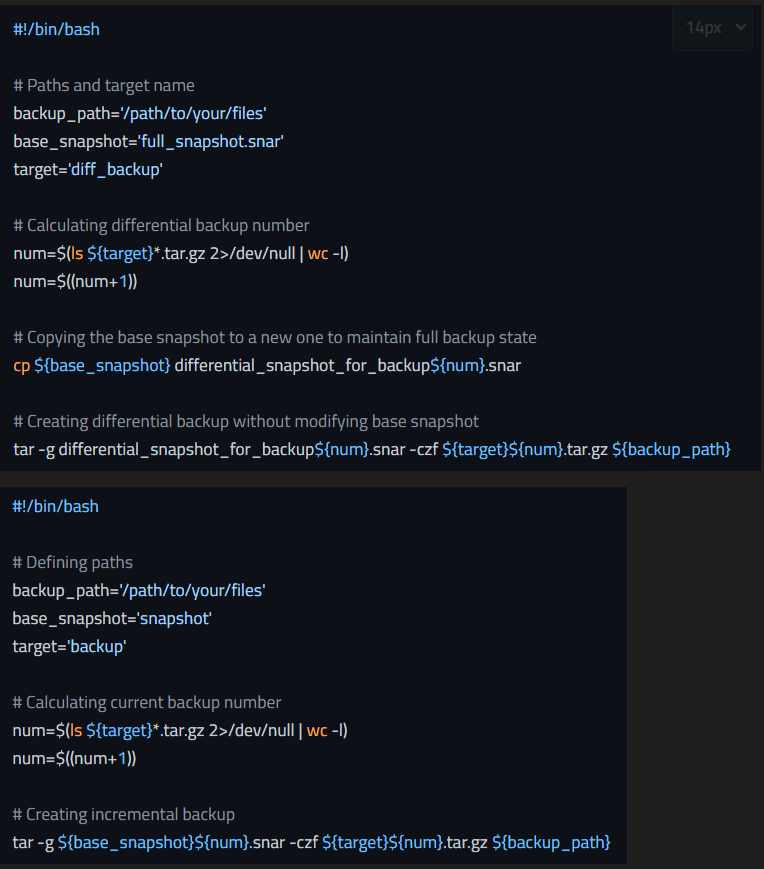 #!/bin/bash
14px
# Paths and target name
backup_path='/path/to/your/files'
base_snapshot='full_snapshot.snar'
target='diff_backup'
# Calculating differential backup number
num=$(ls ${target}*.tar.gz 2>/dev/null | wc -l)
num=$((num+1))
# Copying the base snapshot to a new one to maintain full backup state
cp ${base_snapshot} differential_snapshot_for_backup${num}.snar
# Creating differential backup without modifying base snapshot
tar -g differential_snapshot_for_backup${num}.snar -czf ${target}${num}.tar.gz ${backup_path}
#!/bin/bash
# Defining paths
backup_path='/path/to/your/files'
base_snapshot='snapshot'
target='backup'
# Calculating current backup number
num=$(ls ${target}*.tar.gz 2>/dev/null | wc -l)
num=$((num+1))
# Creating incremental backup
tar -g ${base_snapshot}${num}.snar -czf ${target}${num}.tar.gz ${backup_path}